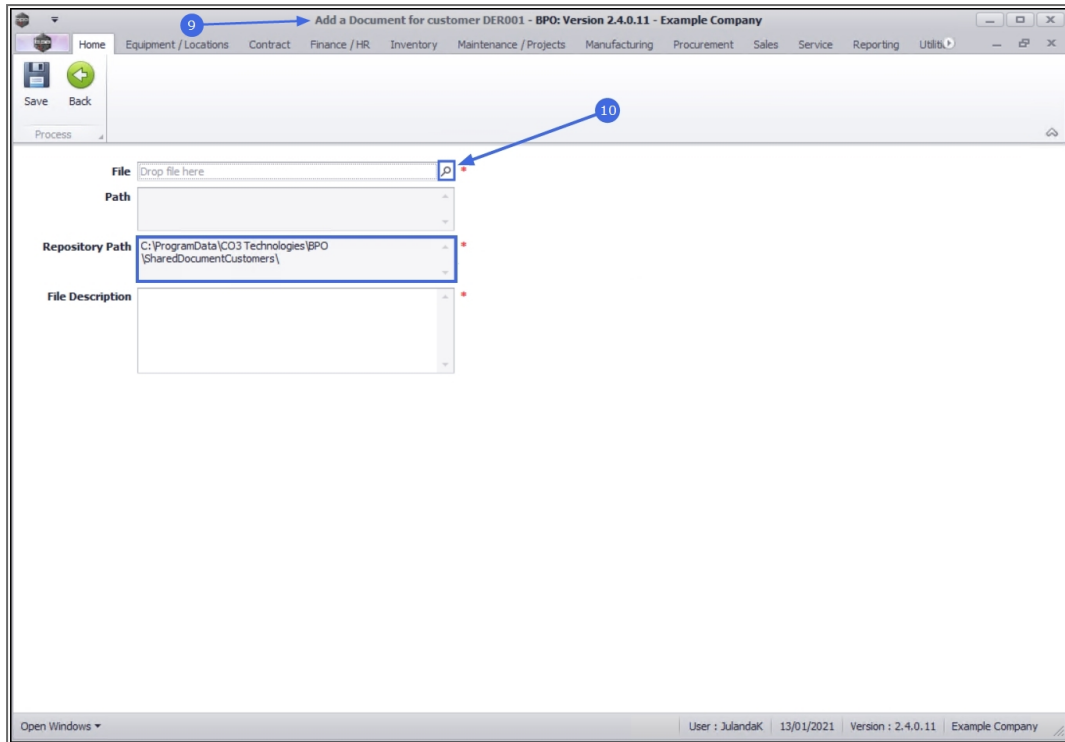 9
Add a Document for customer DER001 - BPO: Version 2.4.0.11 - Example Company
Home Equipment / Locations Contract Finance / HR Inventory Maintenance / Projects Manufacturing Procurement Sales Service Reporting
Save Back
10
Process
File Drop file here *
Path
Repository Path C:\ProgramData\CO3 Technologies\BPO *
\SharedDocumentCustomers\
File Description *
Open Windows User : JulandaK 13/01/2021 Version : 2.4.0.11 Example Company